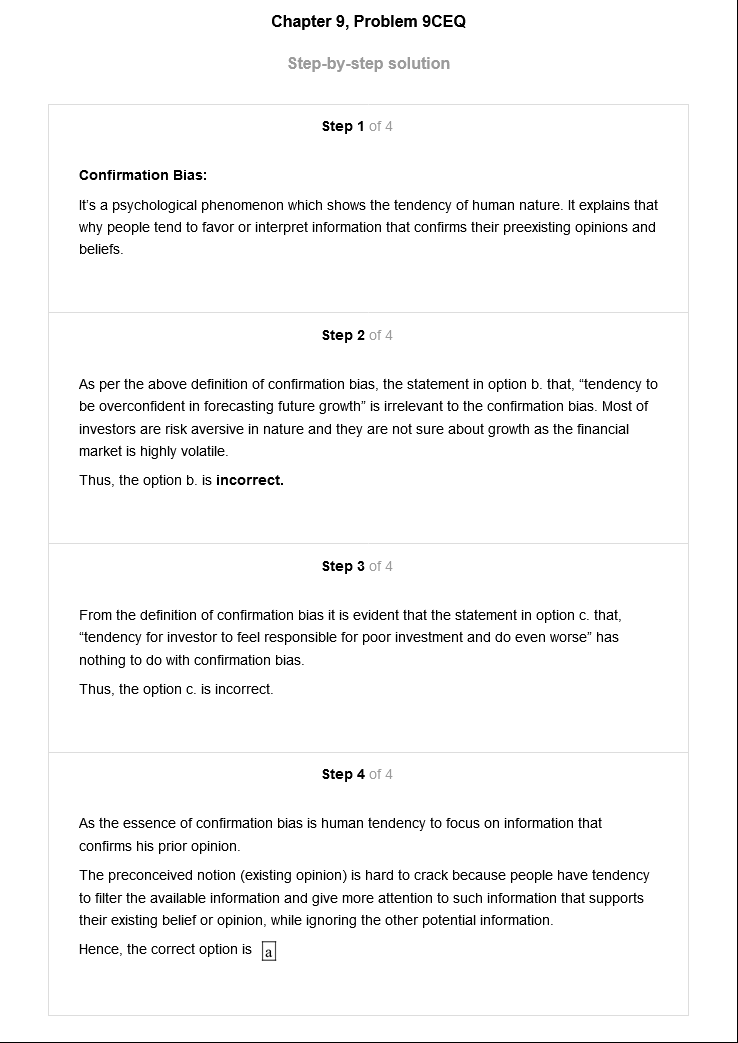 Chapter 9, Problem 9CEQ
Step-by-step solution
Step 1 of 4
Confirmation Bias:
It's a psychological phenomenon which shows the tendency of human nature. It explains that
why people tend to favor or interpret information that confirms their preexisting opinions and
beliefs.
Step 2 of 4
As per the above definition of confirmation bias, the statement in option b. that, “tendency to
be overconfident in forecasting future growth” is irrelevant to the confirmation bias. Most of
investors are risk aversive in nature and they are not sure about growth as the financial
market is highly volatile.
Thus, the option b. is incorrect.
Step 3 of 4
From the definition of confirmation bias it is evident that the statement in option c. that,
“tendency for investor to feel responsible for poor investment and do even worse” has
nothing to do with confirmation bias.
Thus, the option c. is incorrect.
Step 4 of 4
As the essence of confirmation bias is human tendency to focus on information that
confirms his prior opinion.
The preconceived notion (existing opinion) is hard to crack because people have tendency
to filter the available information and give more attention to such information that supports
their existing belief or opinion, while ignoring the other potential information.
Hence, the correct option is a